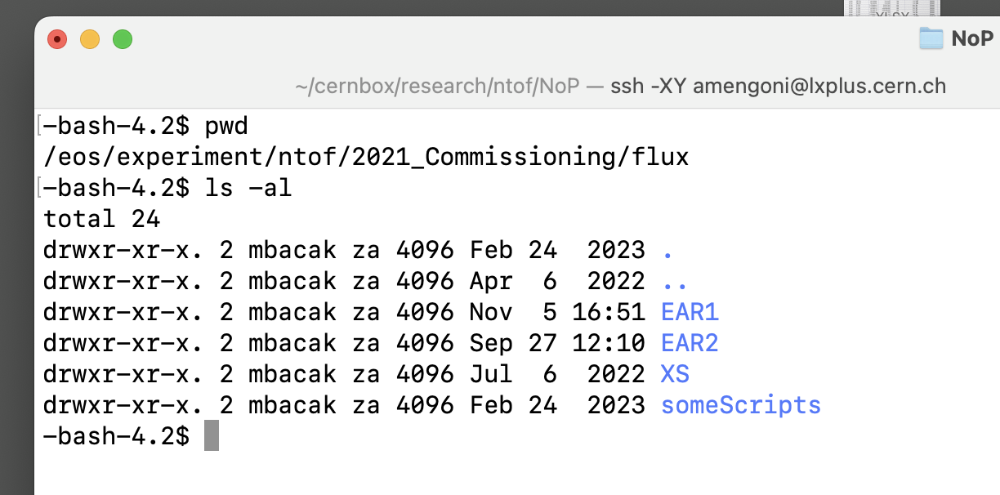 XLSX
NoP
~/cernbox/research/ntof/NoP — ssh -XY amengoni@lxplus.cern.ch
[-bash-4.2$ pwd
/eos/experiment/ntof/2021_Commissioning/flux
[-bash-4.2$ ls -al
total 24
drwxr-xr-x. 2 mbacak za 4096 Feb 24  2023 .
drwxr-xr-x. 2 mbacak za 4096 Apr  6  2022 ..
drwxr-xr-x. 2 mbacak za 4096 Nov  5 16:51 EAR1
drwxr-xr-x. 2 mbacak za 4096 Sep 27 12:10 EAR2
drwxr-xr-x. 2 mbacak za 4096 Jul  6  2022 XS
drwxr-xr-x. 2 mbacak za 4096 Feb 24  2023 someScripts
-bash-4.2$